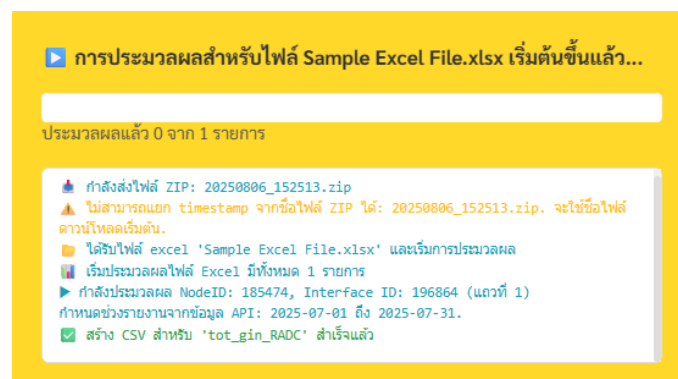 ▶️ การประมวลผลสำหรับไฟล์ Sample Excel File.xlsx เริ่มต้นขึ้นแล้ว...
ประมวลผลแล้ว 0 จาก 1 รายการ
📥 กำลังส่งไฟล์ ZIP: 20250806_152513.zip
⚠️ ไม่สามารถแยก timestamp จากชื่อไฟล์ ZIP ได้: 20250806_152513.zip. จะใช้ชื่อไฟล์
ดาวน์โหลดเริ่มต้น.
📁 ได้รับไฟล์ excel 'Sample Excel File.xlsx' และเริ่มการประมวลผล
📊 เริ่มประมวลผลไฟล์ Excel มีทั้งหมด 1 รายการ
▶ กำลังประมวลผล NodeID: 185474, Interface ID: 196864 (แถวที่ 1)
กำหนดช่วงรายงานจากข้อมูล API: 2025-07-01 ถึง 2025-07-31.
✅ สร้าง CSV สำหรับ 'tot_gin_RADC' สำเร็จแล้ว